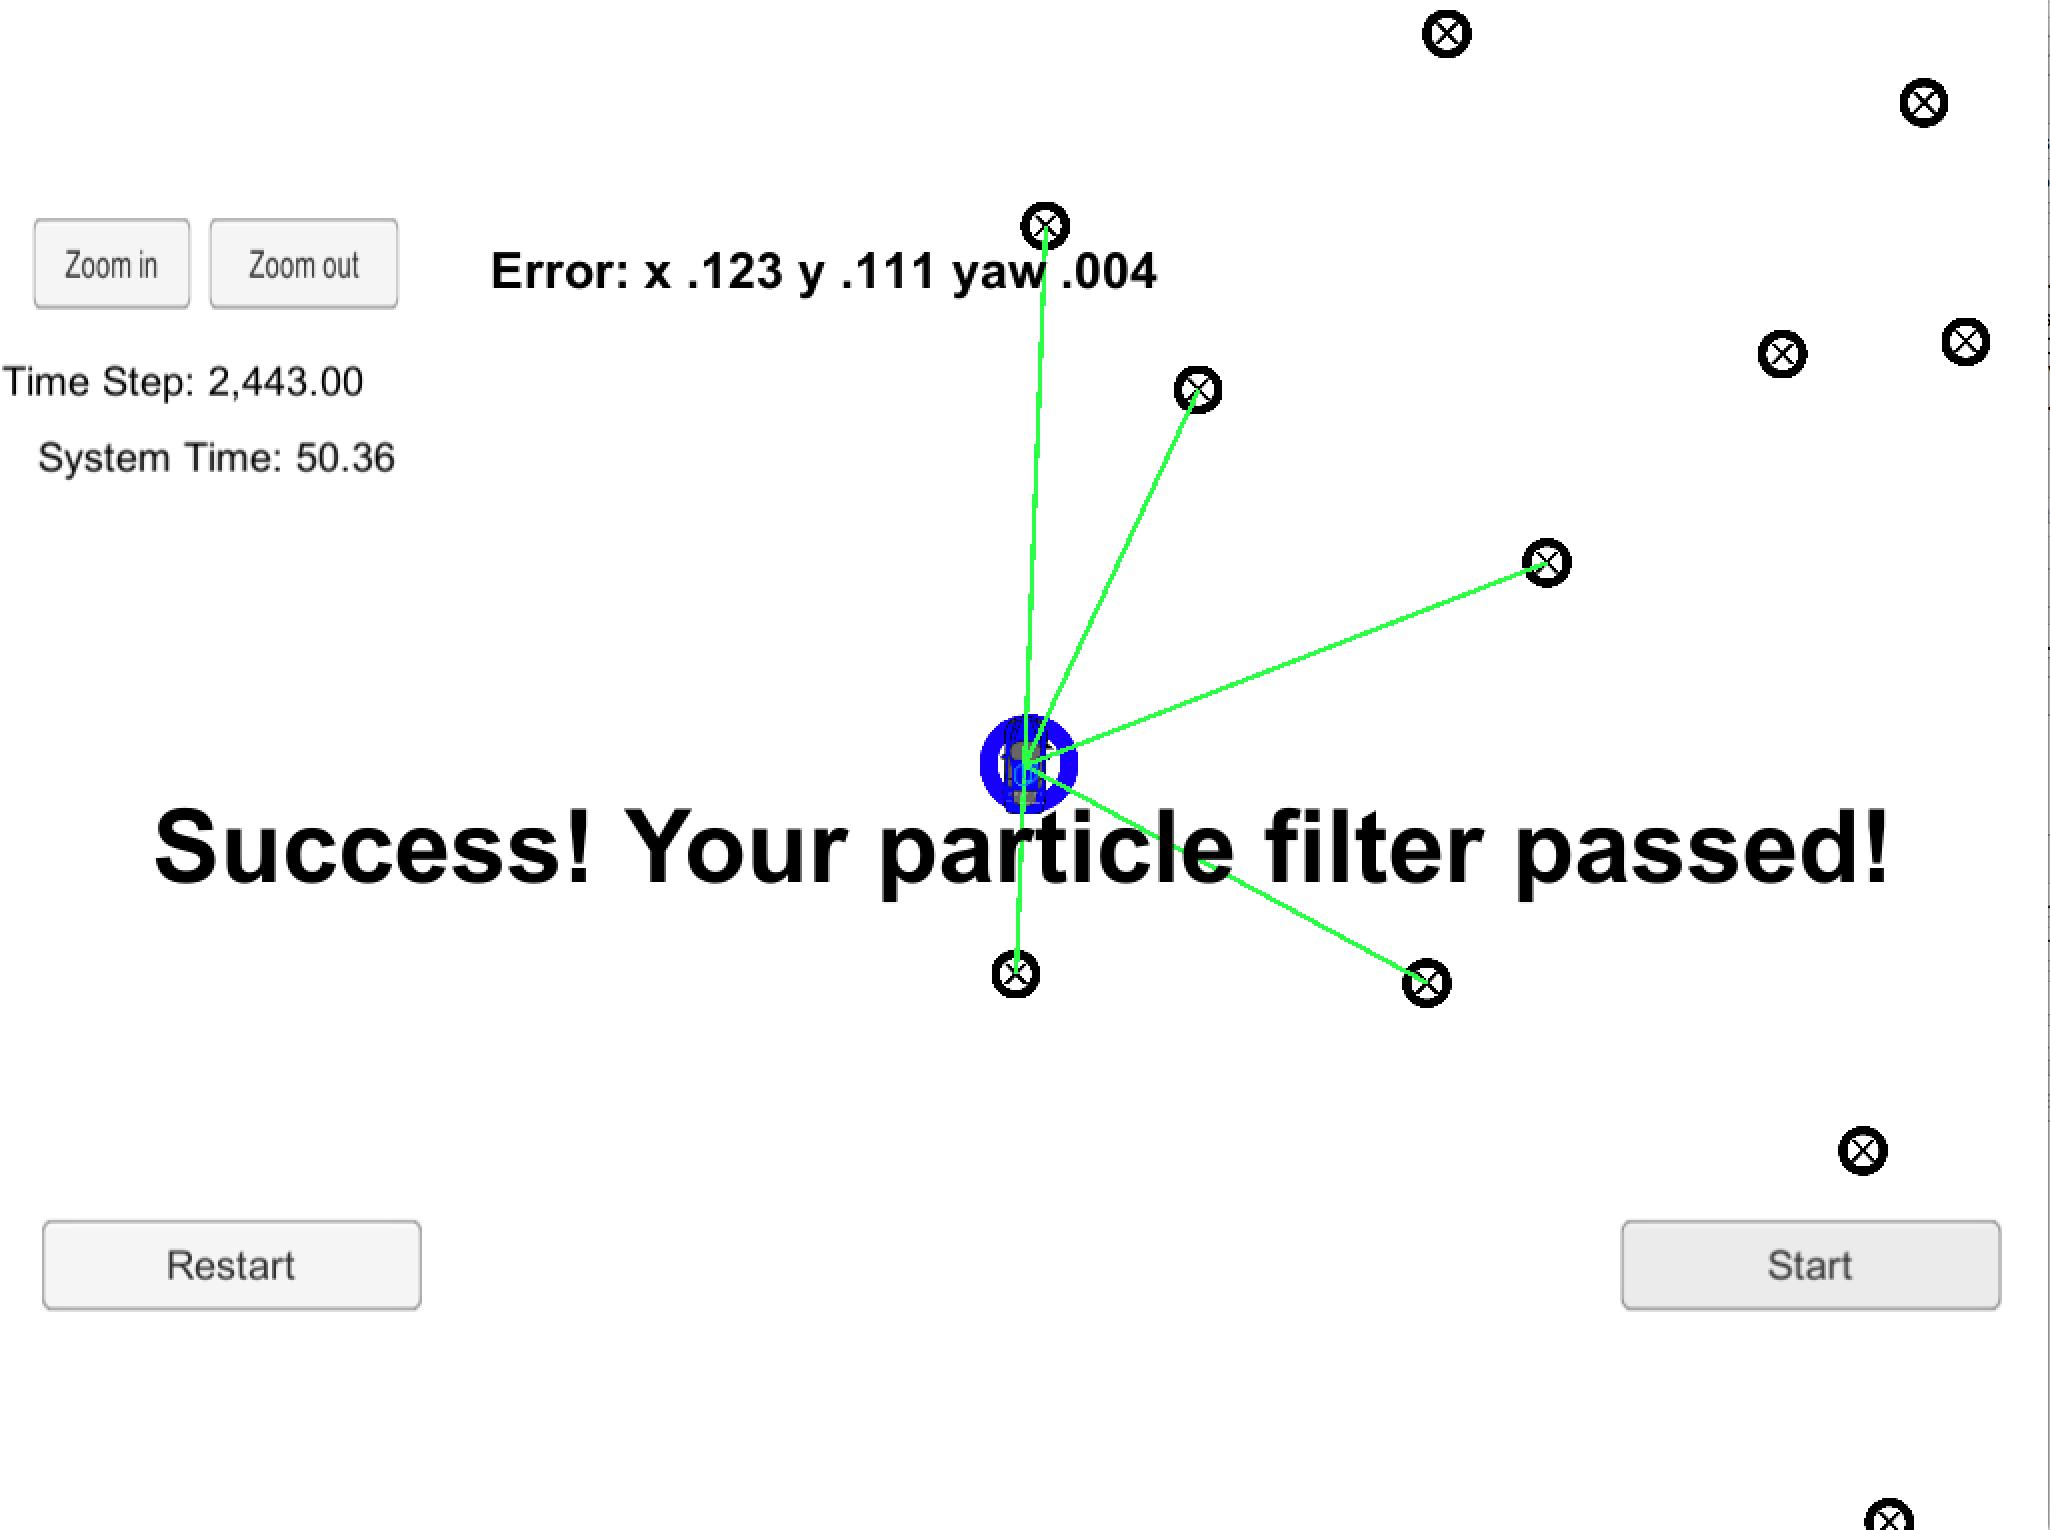 Zoom in
Zoom out
Error: x .123 y .111 yaw .004
Time Step: 2,443.00
System Time: 50.36
Success! Your particle filter passed!
Restart
Start